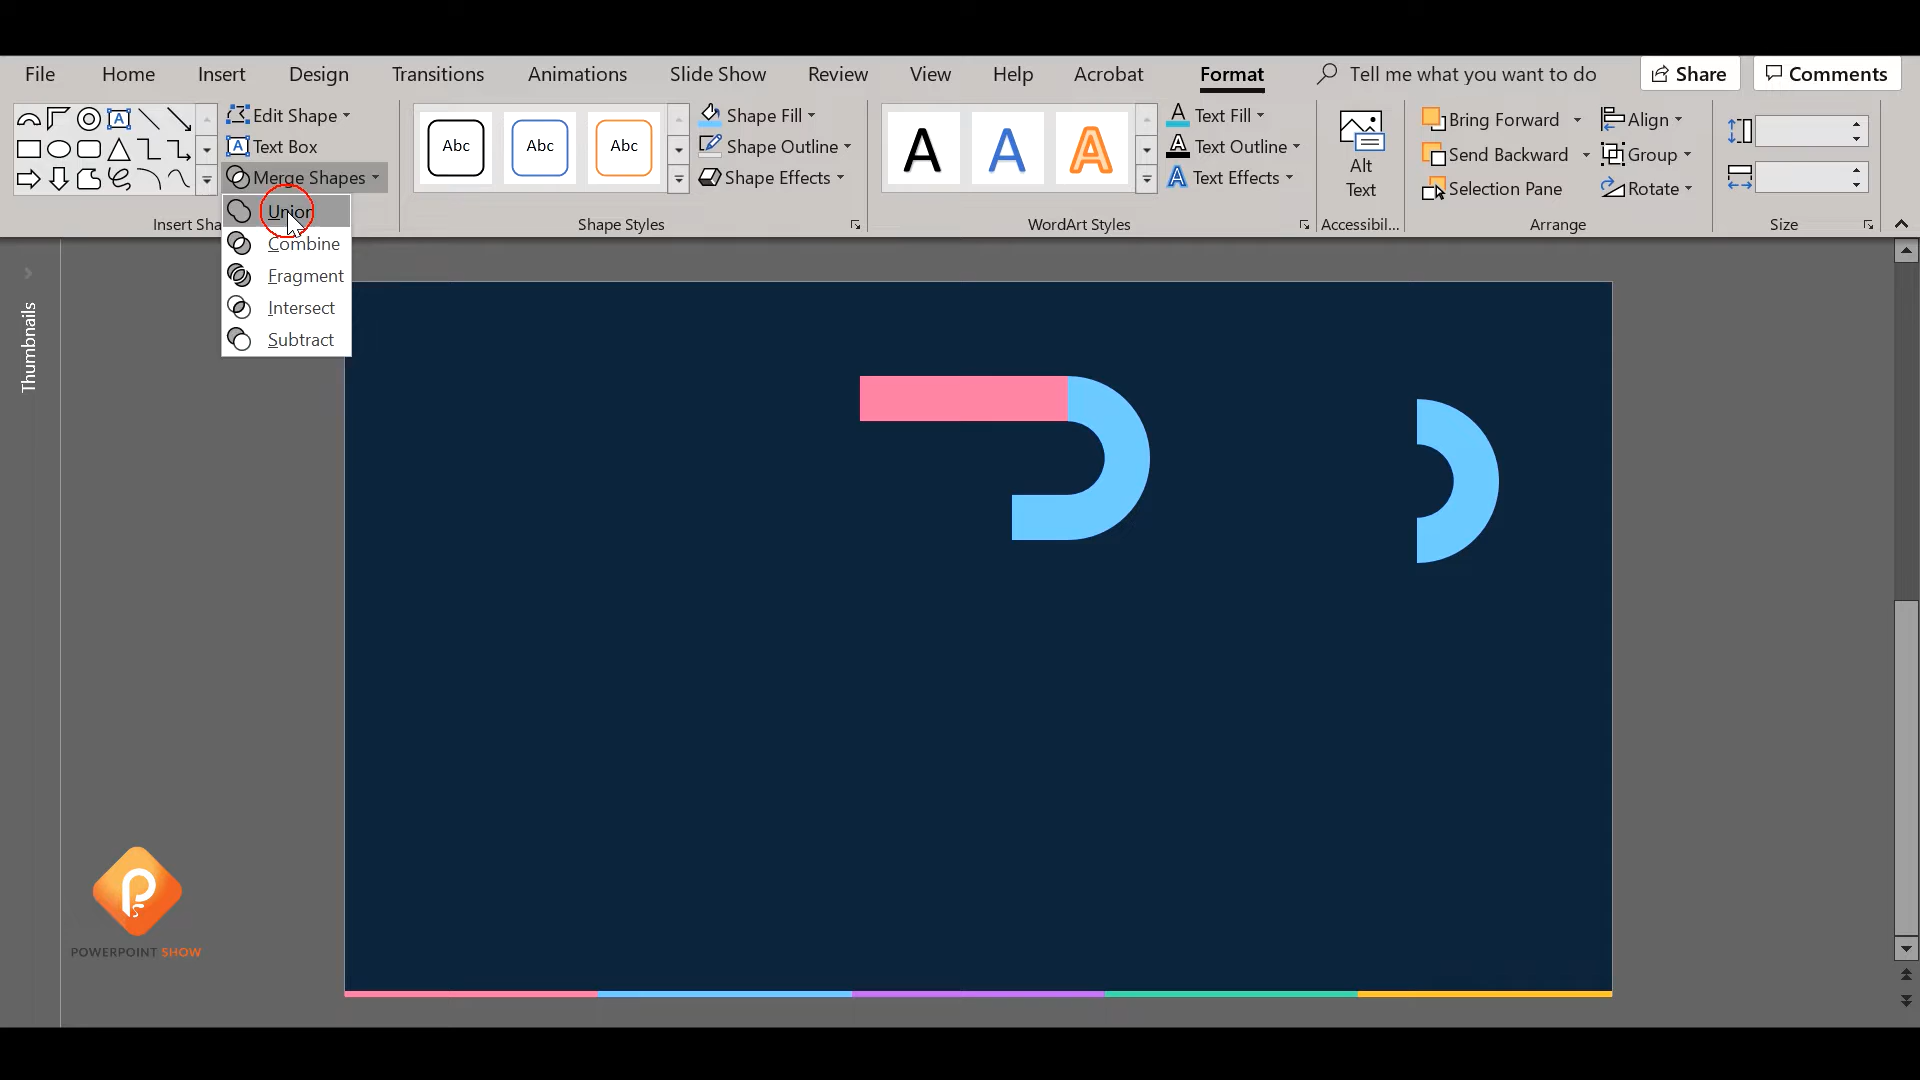 File Home Insert Design Transitions Animations Slide Show Review View Help Acrobat Format Tell me what you want to do Share Comments
Edit Shape
Text Box
Merge Shapes
Insert Sha
Union
Combine
Fragment
Intersect
Subtract
Abc Abc Abc
Shape Fill
Shape Outline
Shape Effects
Shape Styles
A A A
Text Fill
Text Outline
Text Effects
WordArt Styles
Alt
Text
Accessibil...
Bring Forward
Send Backward
Selection Pane
Align
Group
Rotate
Arrange
Size
Thumbnails
POWERPOINT SHOW